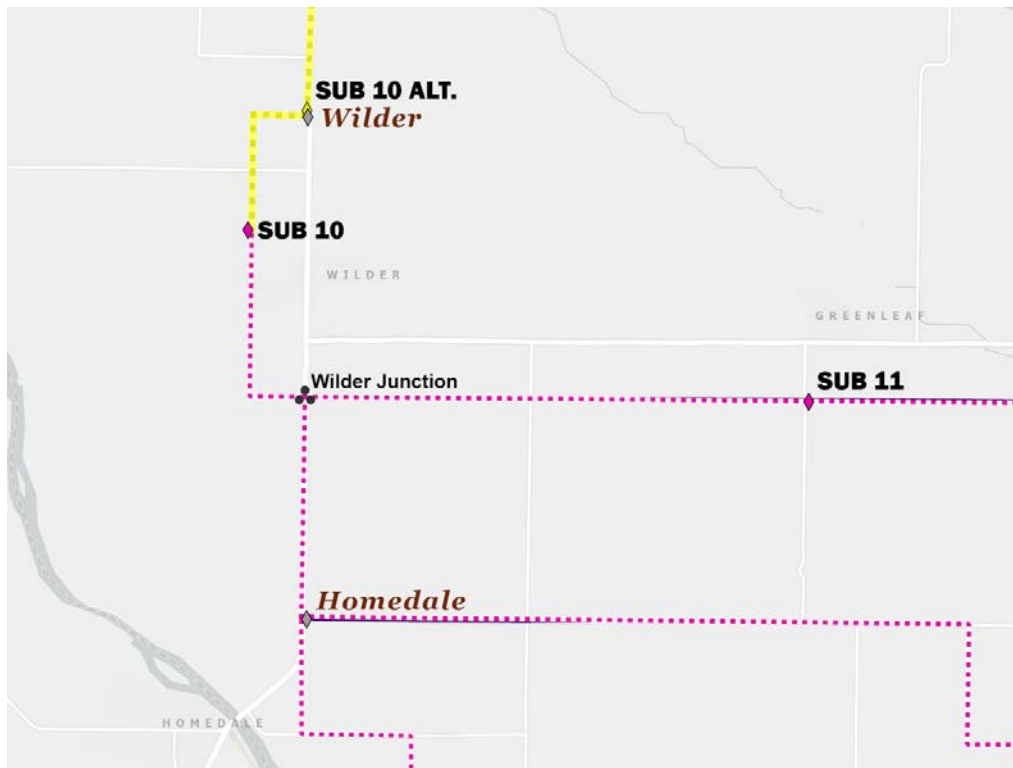 SUB 10 ALT.
Wilder
SUB 10
WILDER
GREENLEAF
Wilder Junction
SUB 11
Homedale
HOMEDALE